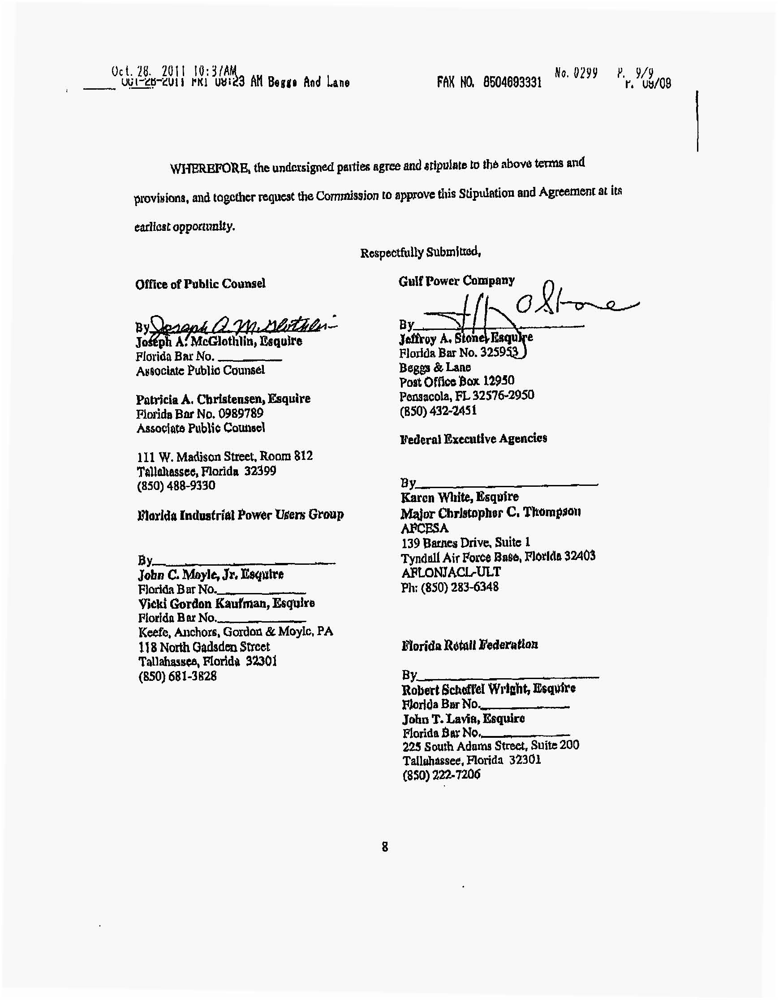 Oct. 28. 2011 10:37AM No. 0299 P. 9/9
OCT-28-2011 FRI 09:23 AM Beggs And Lane FAX NO. 8504693331 P. 09/09
WHEREFORE, the undersigned parties agree and stipulate to the above terms and
provisions, and together request the Commission to approve this Stipulation and Agreement at its
earliest opportunity.
Respectfully Submitted,
Office of Public Counsel
By Joseph A. McGlothlin
Joseph A. McGlothlin, Esquire
Florida Bar No.
Associate Public Counsel
Patricia A. Christensen, Esquire
Florida Bar No. 0989789
Associate Public Counsel
111 W. Madison Street, Room 812
Tallahassee, Florida 32399
(850) 488-9330
Florida Industrial Power Users Group
By
John C. Moyle, Jr. Esquire
Florida Bar No.
Vicki Gordon Kaufman, Esquire
Florida Bar No.
Keefe, Anchors, Gordon & Moyle, PA
118 North Gadsden Street
Tallahassee, Florida 32301
(850) 681-3828
Gulf Power Company
By A Stone
Jeffrey A. Stone, Esquire
Florida Bar No. 325953
Beggs & Lane
Post Office Box 12950
Pensacola, FL 32576-2950
(850) 432-2451
Federal Executive Agencies
By
Karen White, Esquire
Major Christopher C. Thompson
AFCESA
139 Barnes Drive, Suite 1
Tyndall Air Force Base, Florida 32403
AFLONJACL-ULT
Ph: (850) 283-6348
Florida Retail Federation
By
Robert Scheffel Wright, Esquire
Florida Bar No.
John T. Lavia, Esquire
Florida Bar No.
225 South Adams Street, Suite 200
Tallahassee, Florida 32301
(850) 222-7206
8